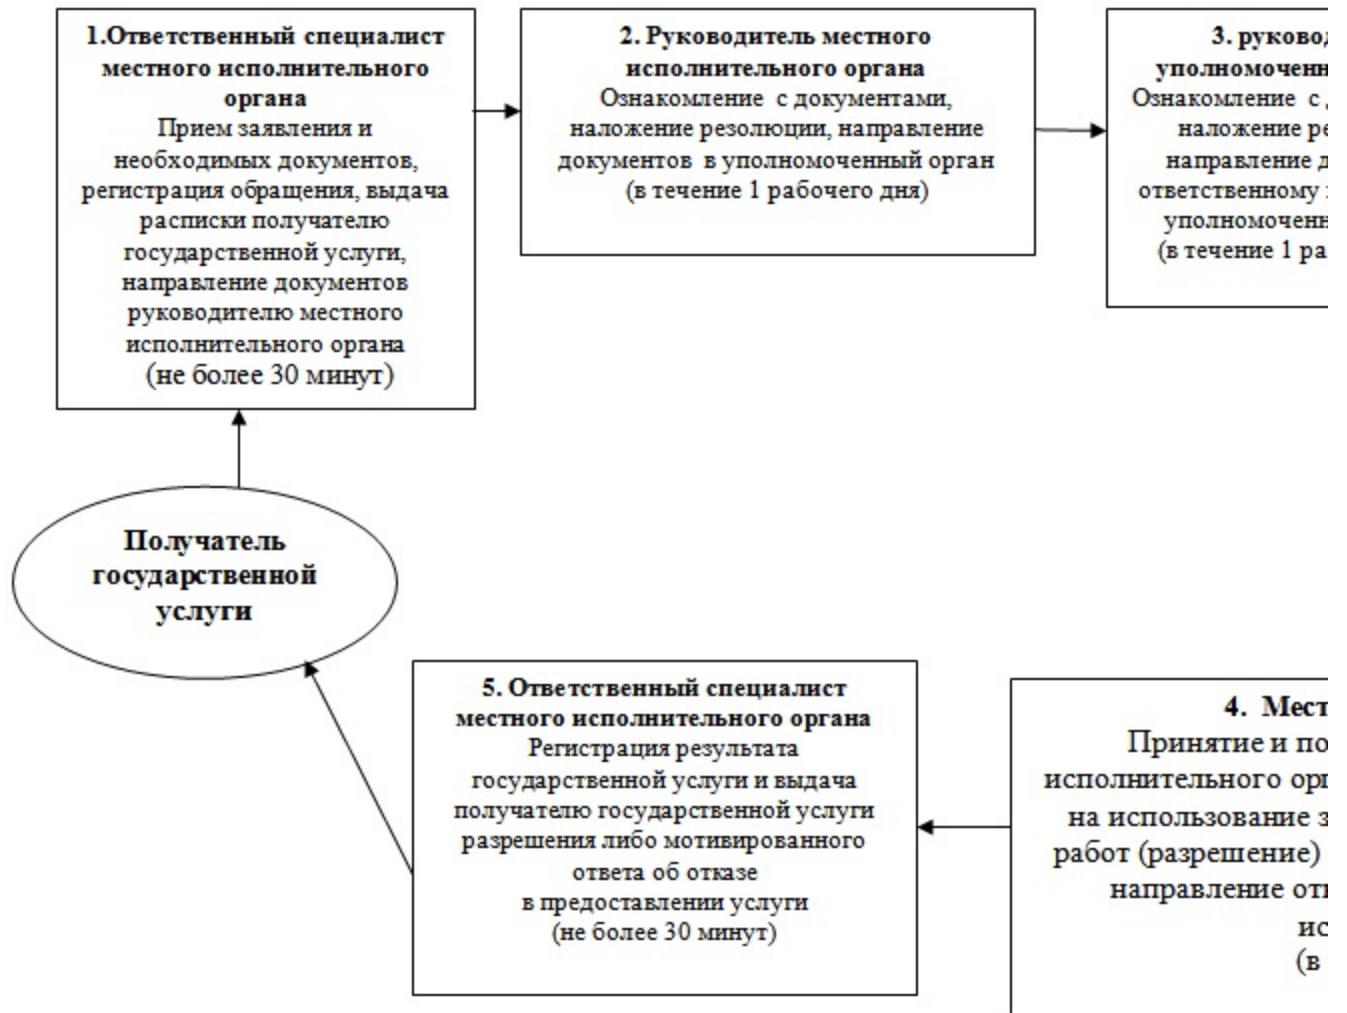 1.Ответственный специалист
местного исполнительного
органа
Прием заявления и
необходимых документов,
регистрация обращения, выдача
расписки получателю
государственной услуги,
направление документов
руководителю местного
исполнительного органа
(не более 30 минут)
2. Руководитель местного
исполнительного органа
Ознакомление с документами,
наложение резолюции, направление
документов в уполномоченный орган
(в течение 1 рабочего дня)
3. руковод
уполномоченн
Ознакомление с
наложение ре
направление д
ответственному
уполномоченн
(в течение 1 ра
Получатель
государственной
услуги
5. Ответственный специалист
местного исполнительного органа
Регистрация результата
государственной услуги и выдача
получателю государственной услуги
разрешения либо мотивированного
ответа об отказе
в предоставлении услуги
(не более 30 минут)
4. Мест
Принятие и по
исполнительного орг
на использование з
работ (разрешение)
направление отв
ис
(в